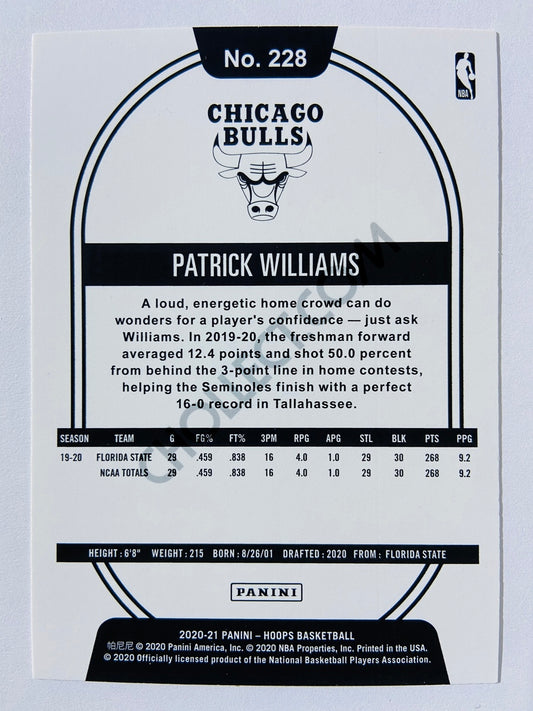 No. 228
NBA
CHICAGO
BULLS
PATRICK WILLIAMS
A loud, energetic home crowd can do
wonders for a player's confidence — just ask
Williams. In 2019-20, the freshman forward
averaged 12.4 points and shot 50.0 percent
from behind the 3-point line in home contests,
helping the Seminoles finish with a perfect
16-0 record in Tallahassee.
CHOLLECT.COM
SEASON TEAM G FG% FT% 3PM RPG APG STL BLK PTS PPG
19-20 FLORIDA STATE 29 .459 .838 16 4.0 1.0 29 30 268 9.2
NCAA TOTALS 29 .459 .838 16 4.0 1.0 29 30 268 9.2
HEIGHT: 6'8" WEIGHT: 215 BORN: 8/26/01 DRAFTED: 2020 FROM: FLORIDA STATE
PANINI
2020-21 PANINI – HOOPS BASKETBALL
帕尼尼 © 2020 Panini America, Inc. © 2020 NBA Properties, Inc. Printed in the USA.
© 2020 Officially licensed product of the National Basketball Players Association.